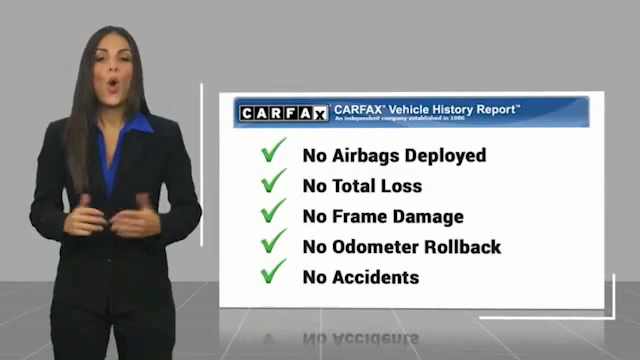 CARFAX CARFAX® Vehicle History Report™
An independent company established in 1986
No Airbags Deployed
No Total Loss
No Frame Damage
No Odometer Rollback
No Accidents